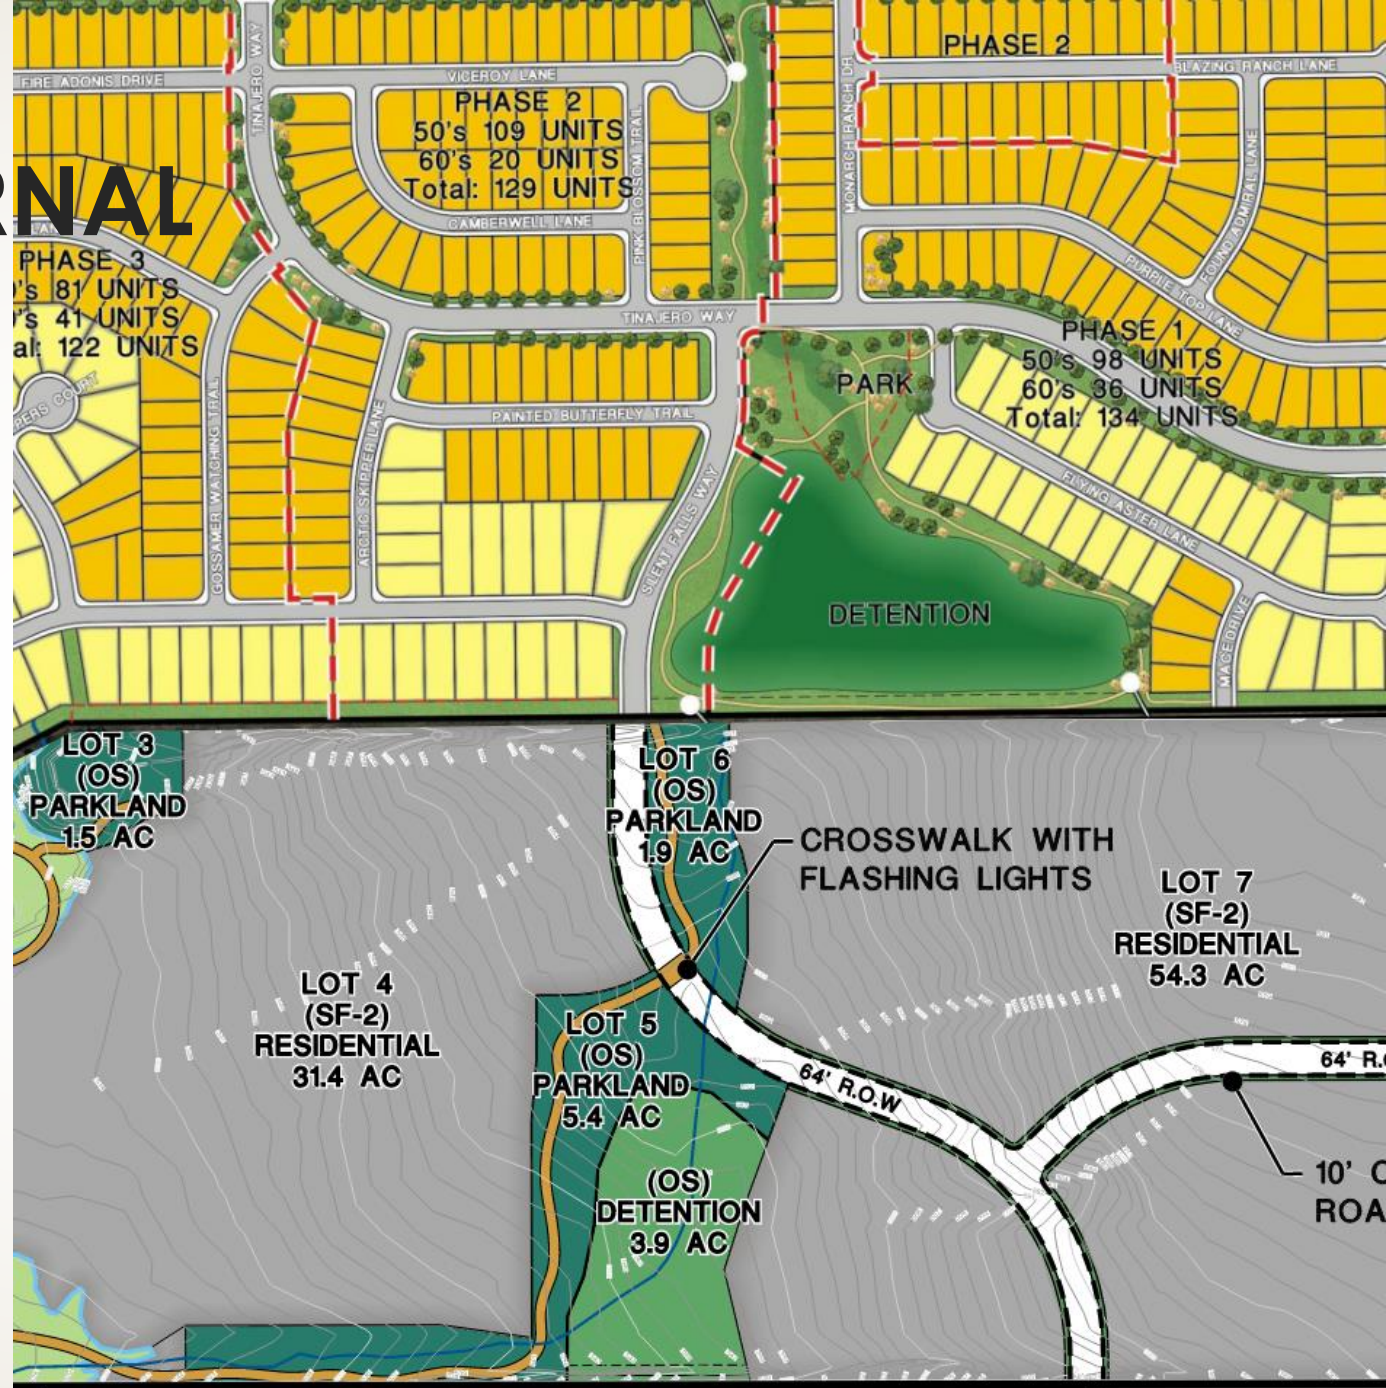 PHASE 2
TINAJERO WAY
FIRE ADONIS DRIVE
VICEROY LANE
BLAZING RANCH LANE
MONARCH RANCH DR
PHASE 2
50's 109 UNITS
60's 20 UNITS
Total: 129 UNITS
PINK BLOSSOM TRAIL
CAMBERWELL LANE
FOUND ADMIRAL LANE
PURPLE TOP LANE
RNAL
LAN
PHASE 3
's 81 UNITS
's 41 UNITS
al: 122 UNITS
TINAJERO WAY
PHASE 1
50's 98 UNITS
60's 36 UNITS
Total: 134 UNITS
PARK
PERS COURT
GOSSAMER WATCHING TRAIL
ARCTIC SKIPPER LANE
PAINTED BUTTERFLY TRAIL
SILENT FALLS WAY
FLYING ASTER LANE
DETENTION
MACE DRIVE
LOT 3
(OS)
PARKLAND
1.5 AC
LOT 6
(OS)
PARKLAND
1.9 AC
CROSSWALK WITH
FLASHING LIGHTS
LOT 7
(SF-2)
RESIDENTIAL
54.3 AC
LOT 4
(SF-2)
RESIDENTIAL
31.4 AC
LOT 5
(OS)
PARKLAND
5.4 AC
64' R.O.W
64' R.O
(OS)
DETENTION
3.9 AC
10' C
ROA